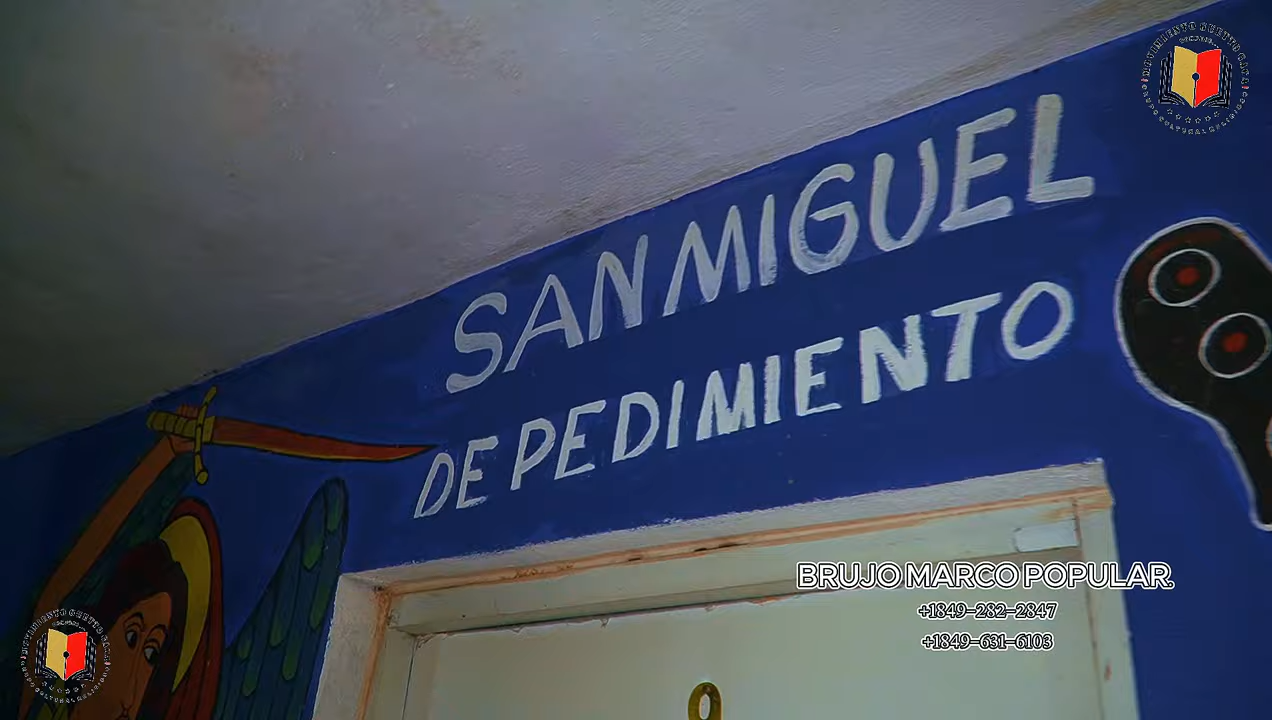 SAN MIGUEL
DE PEDIMIENTO
BRUJO MARCO POPULAR.
+1849-282-2847
+1849-631-6103